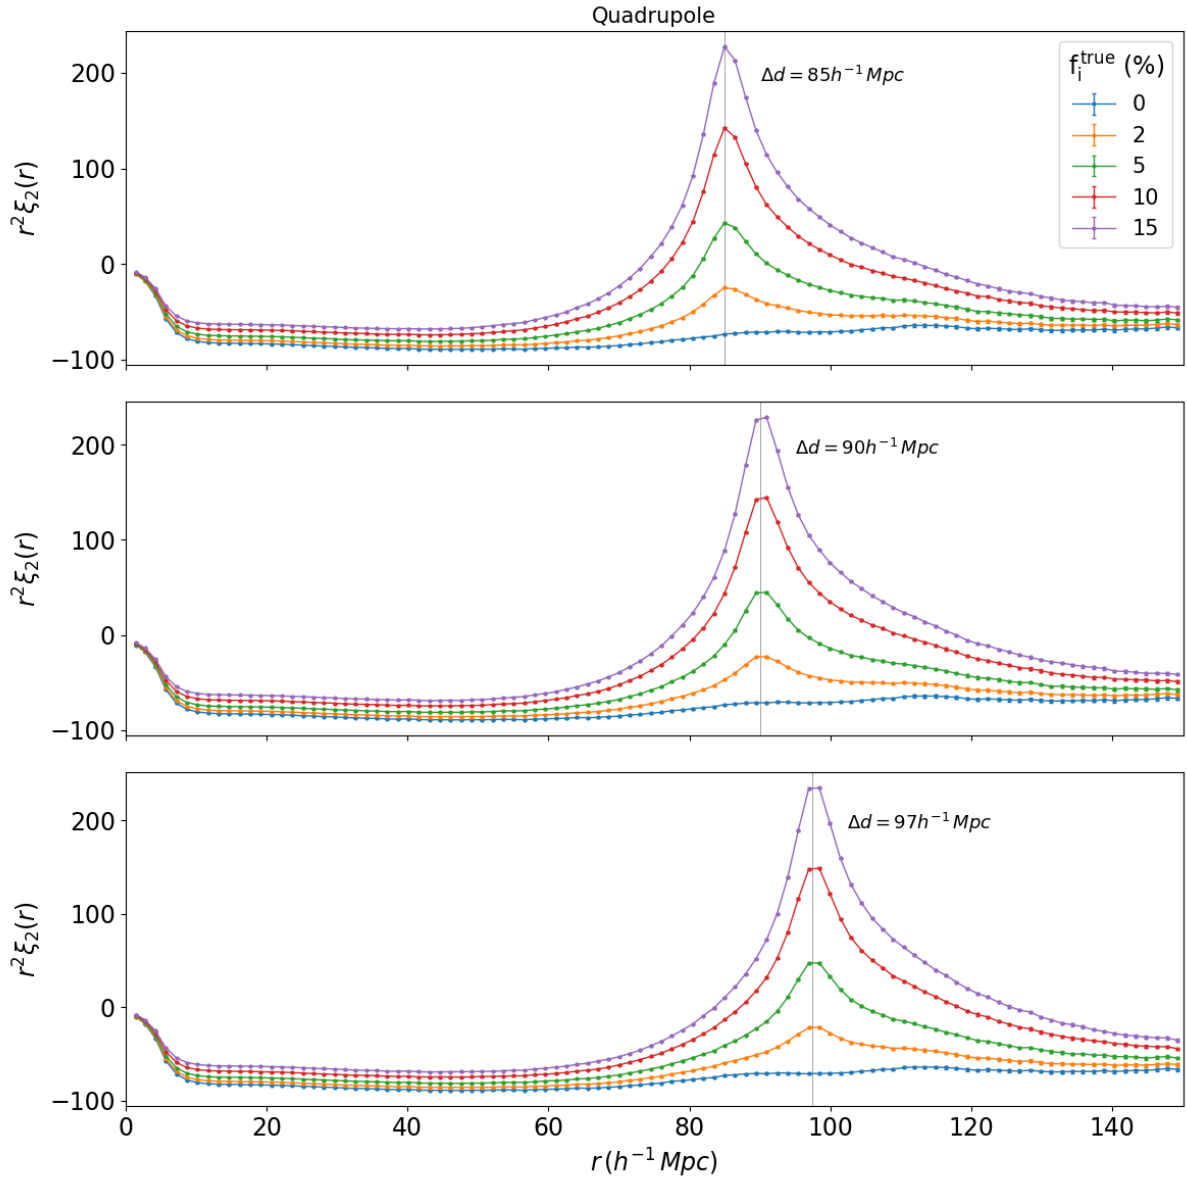 Quadrupole
r²ξ₂(r)
200
100
0
−100
Δd = 85h⁻¹ Mpc
f_i^true (%)
0
2
5
10
15
r²ξ₂(r)
200
100
0
−100
Δd = 90h⁻¹ Mpc
r²ξ₂(r)
200
100
0
−100
Δd = 97h⁻¹ Mpc
0 20 40 60 80 100 120 140
r (h⁻¹ Mpc)